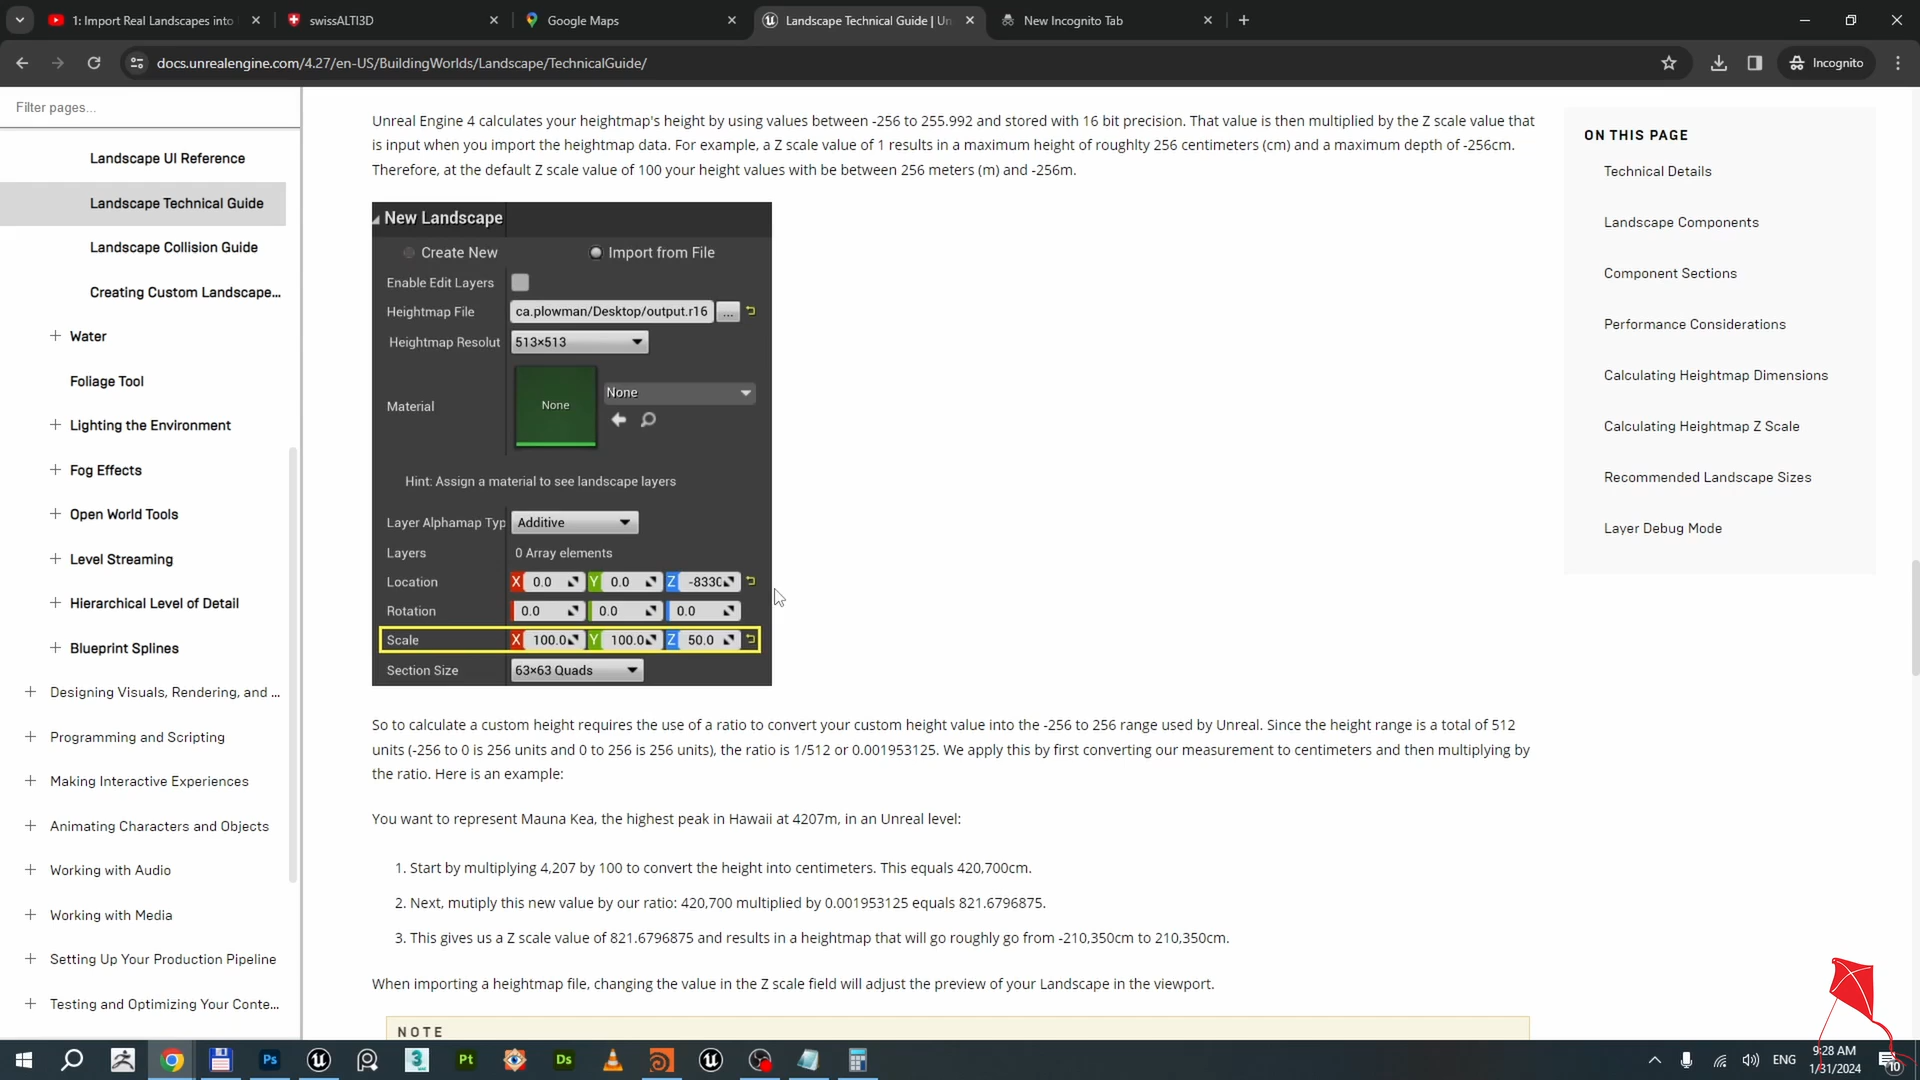 1: Import Real Landscapes into
swissALTI3D
Google Maps
Landscape Technical Guide | Un
New Incognito Tab
docs.unrealengine.com/4.27/en-US/BuildingWorlds/Landscape/TechnicalGuide/
Incognito
Filter pages...
Landscape UI Reference
Landscape Technical Guide
Landscape Collision Guide
Creating Custom Landscape...
Water
Foliage Tool
Lighting the Environment
Fog Effects
Open World Tools
Level Streaming
Hierarchical Level of Detail
Blueprint Splines
Designing Visuals, Rendering, and ...
Programming and Scripting
Making Interactive Experiences
Animating Characters and Objects
Working with Audio
Working with Media
Setting Up Your Production Pipeline
Testing and Optimizing Your Conte...
Unreal Engine 4 calculates your heightmap's height by using values between -256 to 255.992 and stored with 16 bit precision. That value is then multiplied by the Z scale value that
is input when you import the heightmap data. For example, a Z scale value of 1 results in a maximum height of roughlty 256 centimeters (cm) and a maximum depth of -256cm.
Therefore, at the default Z scale value of 100 your height values with be between 256 meters (m) and -256m.
New Landscape
Create New Import from File
Enable Edit Layers
Heightmap File ca.plowman/Desktop/output.r16 ...
Heightmap Resolut 513×513
Material None None
Hint: Assign a material to see landscape layers
Layer Alphamap Typ Additive
Layers 0 Array elements
Location X 0.0 Y 0.0 Z -8330
Rotation 0.0 0.0 0.0
Scale X 100.0 Y 100.0 Z 50.0
Section Size 63×63 Quads
So to calculate a custom height requires the use of a ratio to convert your custom height value into the -256 to 256 range used by Unreal. Since the height range is a total of 512
units (-256 to 0 is 256 units and 0 to 256 is 256 units), the ratio is 1/512 or 0.001953125. We apply this by first converting our measurement to centimeters and then multiplying by
the ratio. Here is an example:
You want to represent Mauna Kea, the highest peak in Hawaii at 4207m, in an Unreal level:
1. Start by multiplying 4,207 by 100 to convert the height into centimeters. This equals 420,700cm.
2. Next, mutiply this new value by our ratio: 420,700 multiplied by 0.001953125 equals 821.6796875.
3. This gives us a Z scale value of 821.6796875 and results in a heightmap that will go roughly go from -210,350cm to 210,350cm.
When importing a heightmap file, changing the value in the Z scale field will adjust the preview of your Landscape in the viewport.
NOTE
ON THIS PAGE
Technical Details
Landscape Components
Component Sections
Performance Considerations
Calculating Heightmap Dimensions
Calculating Heightmap Z Scale
Recommended Landscape Sizes
Layer Debug Mode
Ps
3
Pt
Ds
ENG
9:28 AM
1/31/2024
10